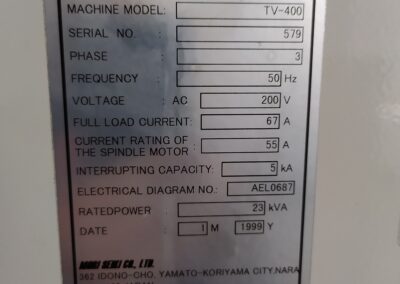 MACHINE MODEL: TV-400
SERIAL NO. : 579
PHASE : 3
FREQUENCY : 50 Hz
VOLTAGE : AC 200 V
FULL LOAD CURRENT: 67 A
CURRENT RATING OF
THE SPINDLE MOTOR : 55 A
INTERRUPTING CAPACITY: 5 kA
ELECTRICAL DIAGRAM NO.: AEL0687
RATEDPOWER : 23 kVA
DATE : 1 M 1999 Y
MORI SEIKI CO., LTD.
362 IDONO-CHO, YAMATO-KORIYAMA CITY, NARA